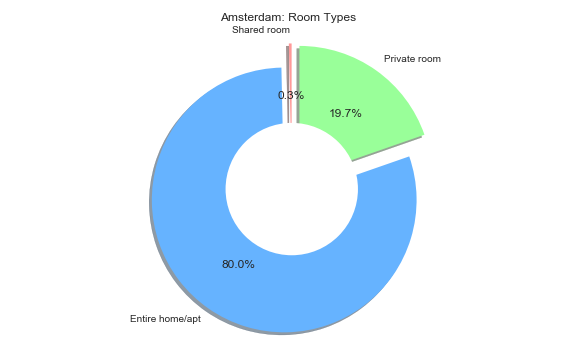 Amsterdam: Room Types
Shared room
Private room
0.3%
19.7%
80.0%
Entire home/apt